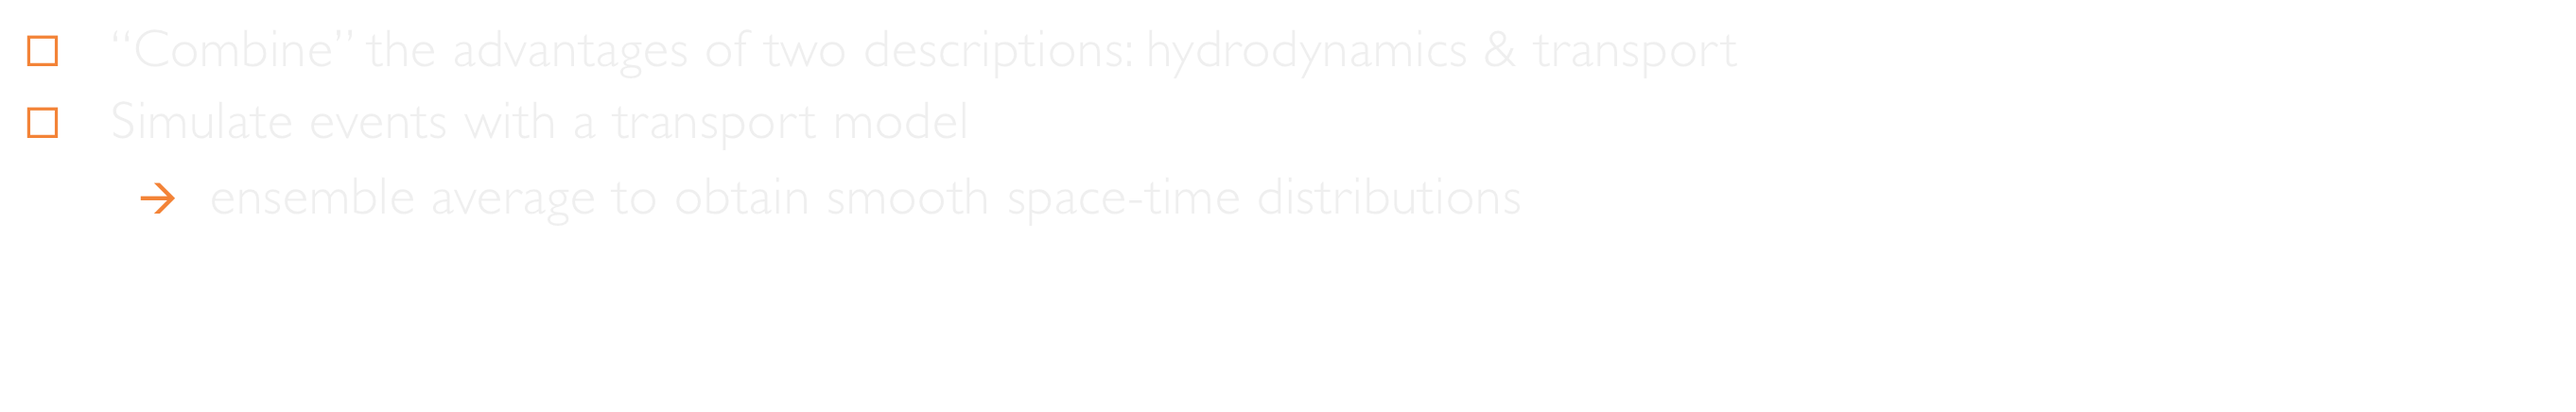 “Combine” the advantages of two descriptions: hydrodynamics & transport
Simulate events with a transport model
→ ensemble average to obtain smooth space-time distributions